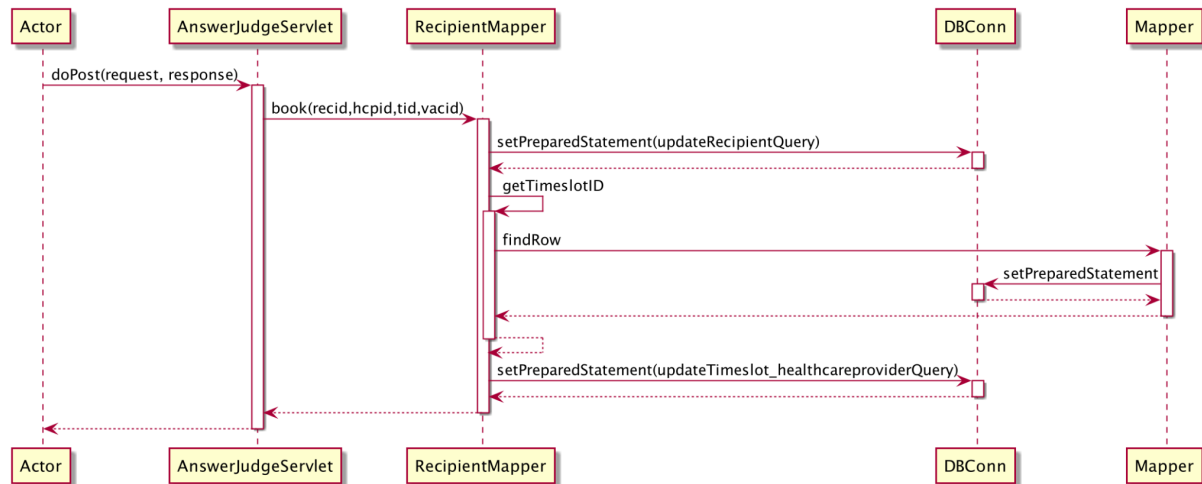 Actor
AnswerJudgeServlet
RecipientMapper
DBConn
Mapper
doPost(request, response)
book(recid,hcpid,tid,vacid)
setPreparedStatement(updateRecipientQuery)
getTimeslotID
findRow
setPreparedStatement
setPreparedStatement(updateTimeslot_healthcareproviderQuery)
Actor
AnswerJudgeServlet
RecipientMapper
DBConn
Mapper